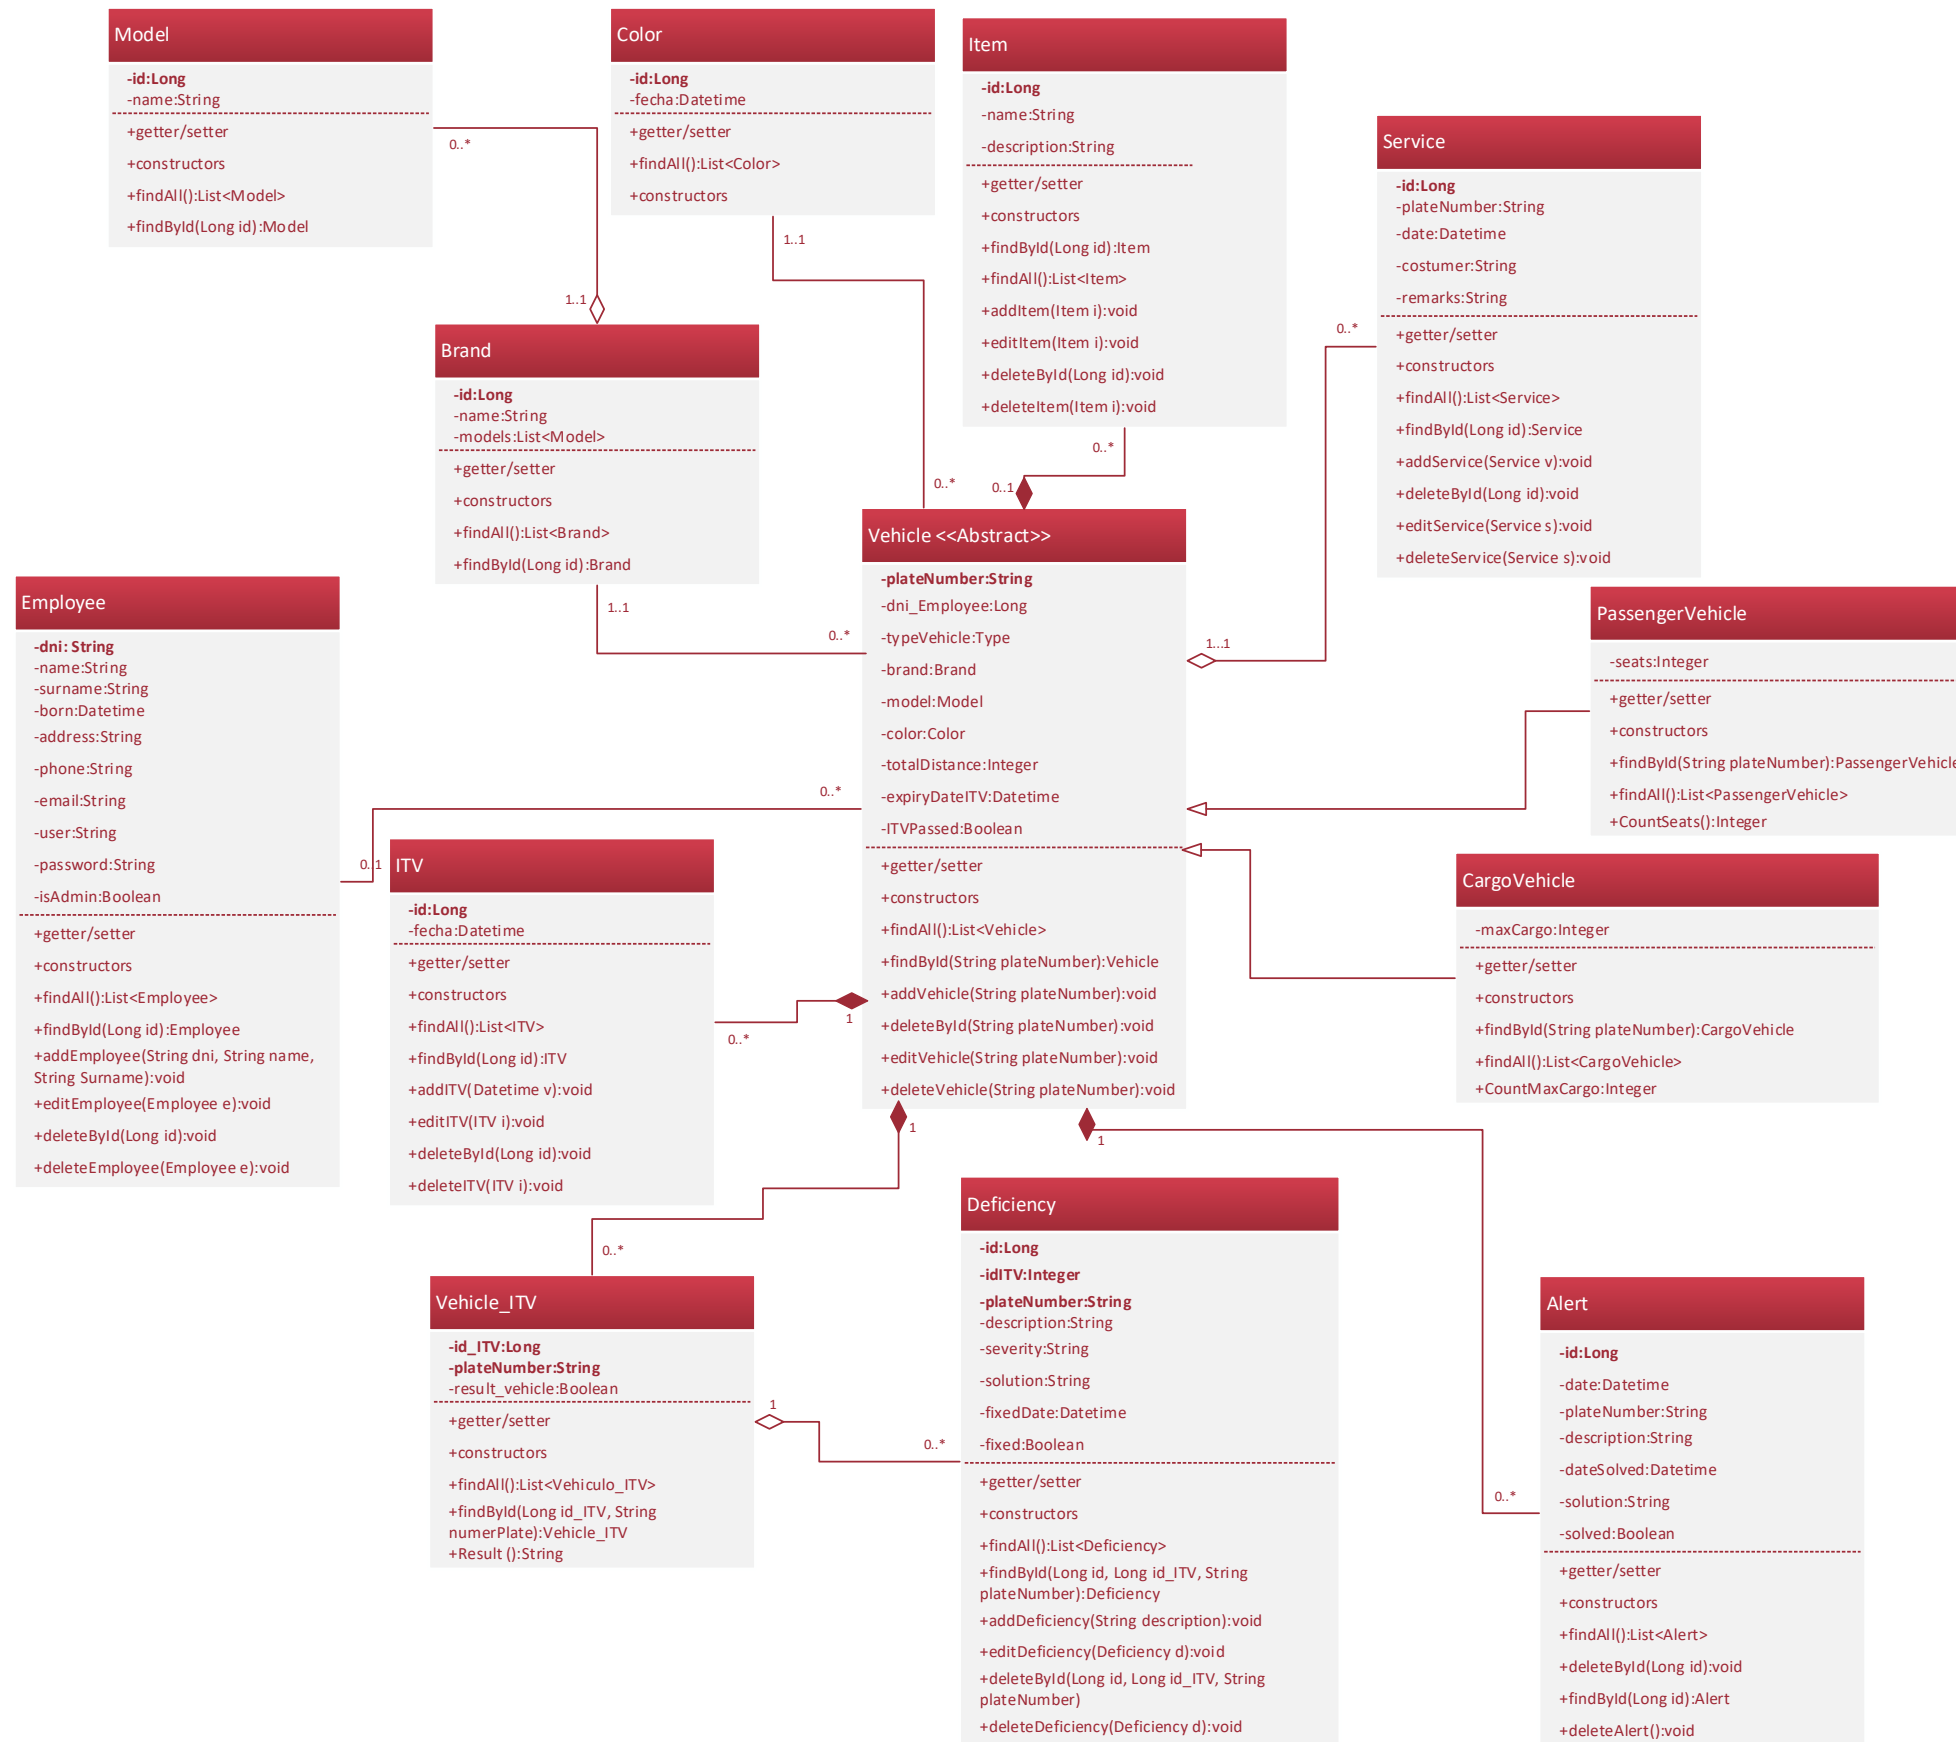 Model
-id:Long
-name:String
+getter/setter
+constructors
+findAll():List<Model>
+findById(Long id):Model
0..*
Color
-id:Long
-fecha:Datetime
+getter/setter
+findAll():List<Color>
+constructors
1..1
Item
-id:Long
-name:String
-description:String
+getter/setter
+constructors
+findById(Long id):Item
+findAll():List<Item>
+addItem(Item i):void
+editItem(Item i):void
+deleteById(Long id):void
+deleteItem(Item i):void
0..*
0..1
Service
-id:Long
-plateNumber:String
-date:Datetime
-costumer:String
-remarks:String
+getter/setter
+constructors
+findAll():List<Service>
+findById(Long id):Service
+addService(Service v):void
+deleteById(Long id):void
+editService(Service s):void
+deleteService(Service s):void
0..*
1..1
Brand
-id:Long
-name:String
-models:List<Model>
+getter/setter
+constructors
+findAll():List<Brand>
+findById(Long id):Brand
1..1
0..*
0..*
Vehicle <<Abstract>>
-plateNumber:String
-dni_Employee:Long
-typeVehicle:Type
-brand:Brand
-model:Model
-color:Color
-totalDistance:Integer
-expiryDateITV:Datetime
-ITVPassed:Boolean
+getter/setter
+constructors
+findAll():List<Vehicle>
+findById(String plateNumber):Vehicle
+addVehicle(String plateNumber):void
+deleteById(String plateNumber):void
+editVehicle(String plateNumber):void
+deleteVehicle(String plateNumber):void
1...1
Employee
-dni: String
-name:String
-surname:String
-born:Datetime
-address:String
-phone:String
-email:String
-user:String
-password:String
-isAdmin:Boolean
+getter/setter
+constructors
+findAll():List<Employee>
+findById(Long id):Employee
+addEmployee(String dni, String name,
String Surname):void
+editEmployee(Employee e):void
+deleteById(Long id):void
+deleteEmployee(Employee e):void
0..1
0..*
PassengerVehicle
-seats:Integer
+getter/setter
+constructors
+findById(String plateNumber):PassengerVehicle
+findAll():List<PassengerVehicle>
+CountSeats():Integer
ITV
-id:Long
-fecha:Datetime
+getter/setter
+constructors
+findAll():List<ITV>
+findById(Long id):ITV
+addITV(Datetime v):void
+editITV(ITV i):void
+deleteById(Long id):void
+deleteITV(ITV i):void
0..*
1
CargoVehicle
-maxCargo:Integer
+getter/setter
+constructors
+findById(String plateNumber):CargoVehicle
+findAll():List<CargoVehicle>
+CountMaxCargo:Integer
1
1
0..*
Vehicle_ITV
-id_ITV:Long
-plateNumber:String
-result_vehicle:Boolean
+getter/setter
+constructors
+findAll():List<Vehiculo_ITV>
+findById(Long id_ITV, String
numerPlate):Vehicle_ITV
+Result ():String
1
0..*
Deficiency
-id:Long
-idITV:Integer
-plateNumber:String
-description:String
-severity:String
-solution:String
-fixedDate:Datetime
-fixed:Boolean
+getter/setter
+constructors
+findAll():List<Deficiency>
+findById(Long id, Long id_ITV, String
plateNumber):Deficiency
+addDeficiency(String description):void
+editDeficiency(Deficiency d):void
+deleteById(Long id, Long id_ITV, String
plateNumber)
+deleteDeficiency(Deficiency d):void
0..*
Alert
-id:Long
-date:Datetime
-plateNumber:String
-description:String
-dateSolved:Datetime
-solution:String
-solved:Boolean
+getter/setter
+constructors
+findAll():List<Alert>
+deleteById(Long id):void
+findById(Long id):Alert
+deleteAlert():void